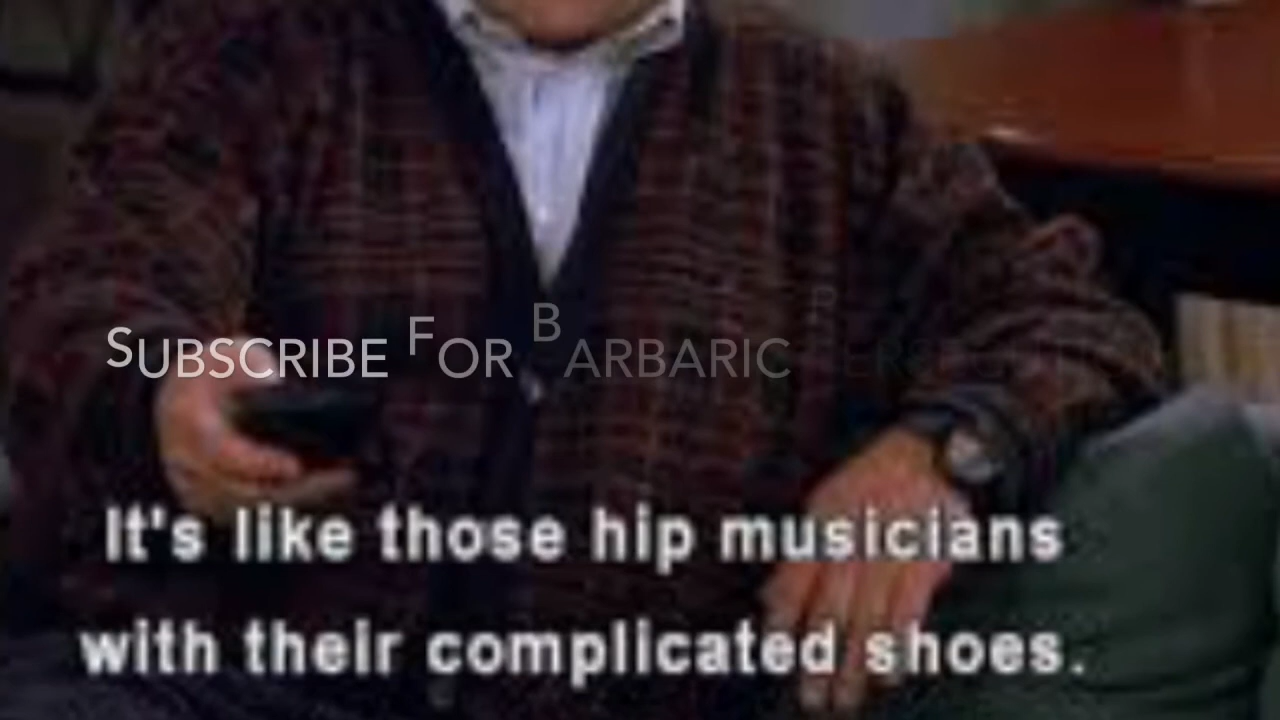 SUBSCRIBE FOR BARBARIC
It's like those hip musicians
with their complicated shoes.